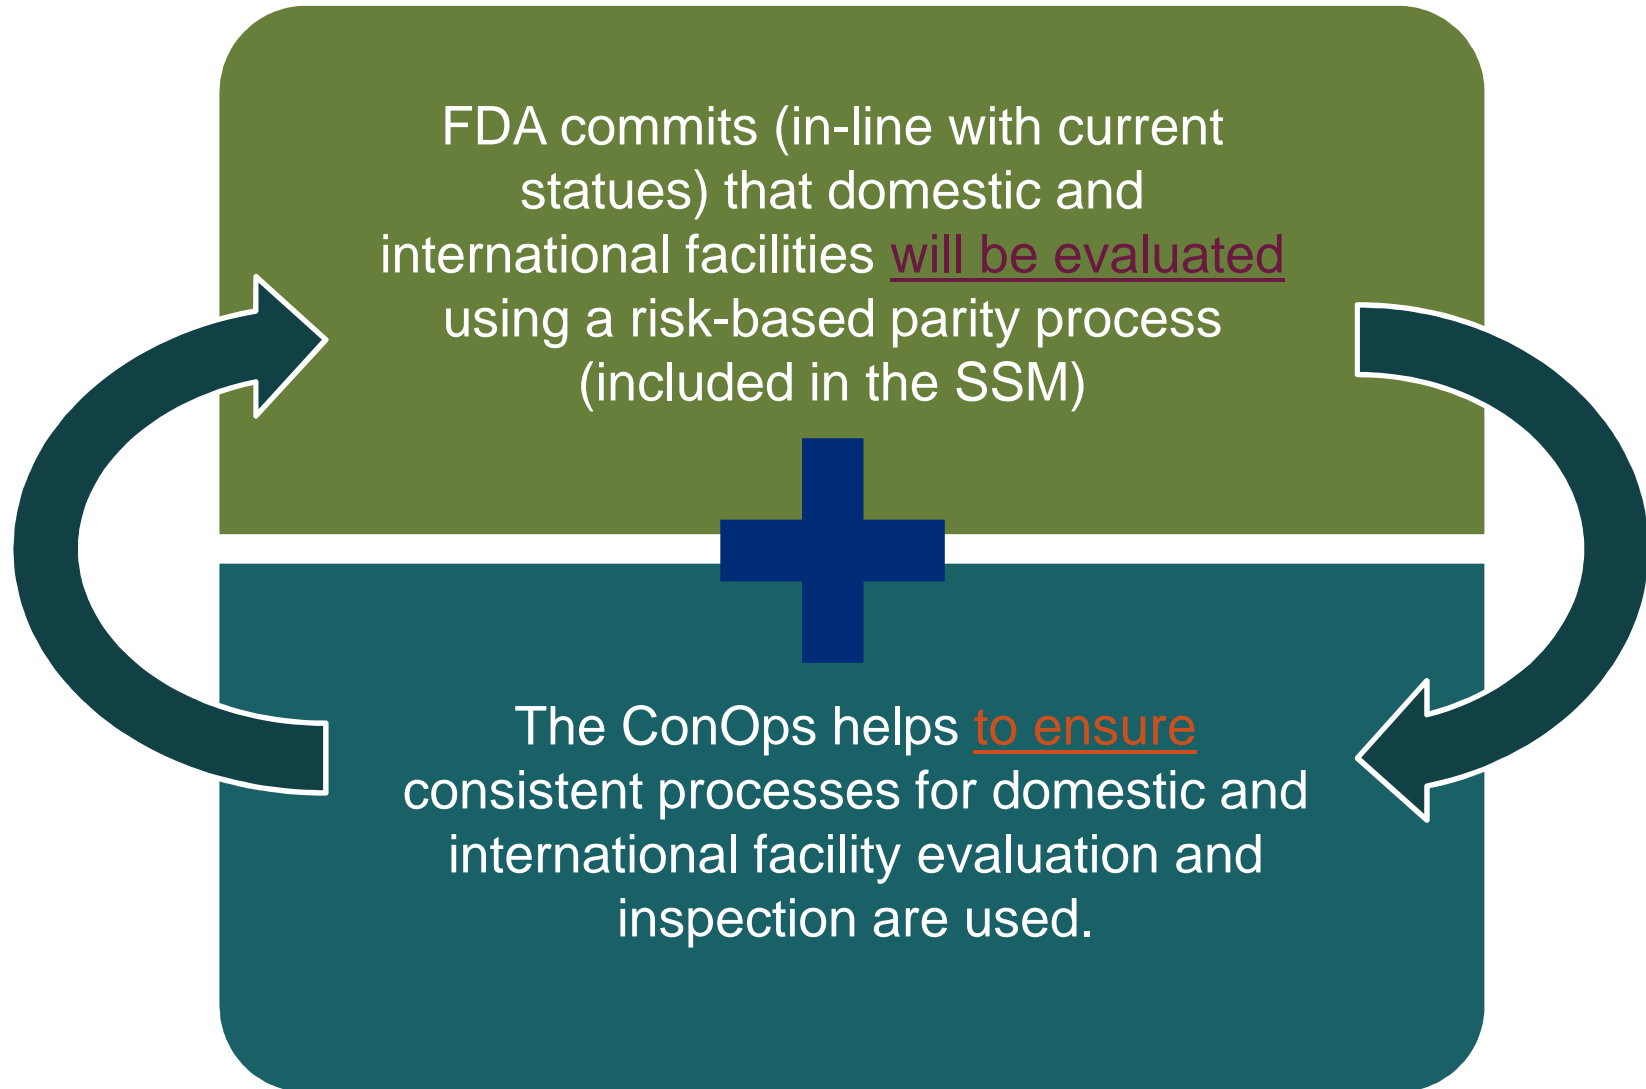 FDA commits (in-line with current
statues) that domestic and
international facilities will be evaluated
using a risk-based parity process
(included in the SSM)
The ConOps helps to ensure
consistent processes for domestic and
international facility evaluation and
inspection are used.